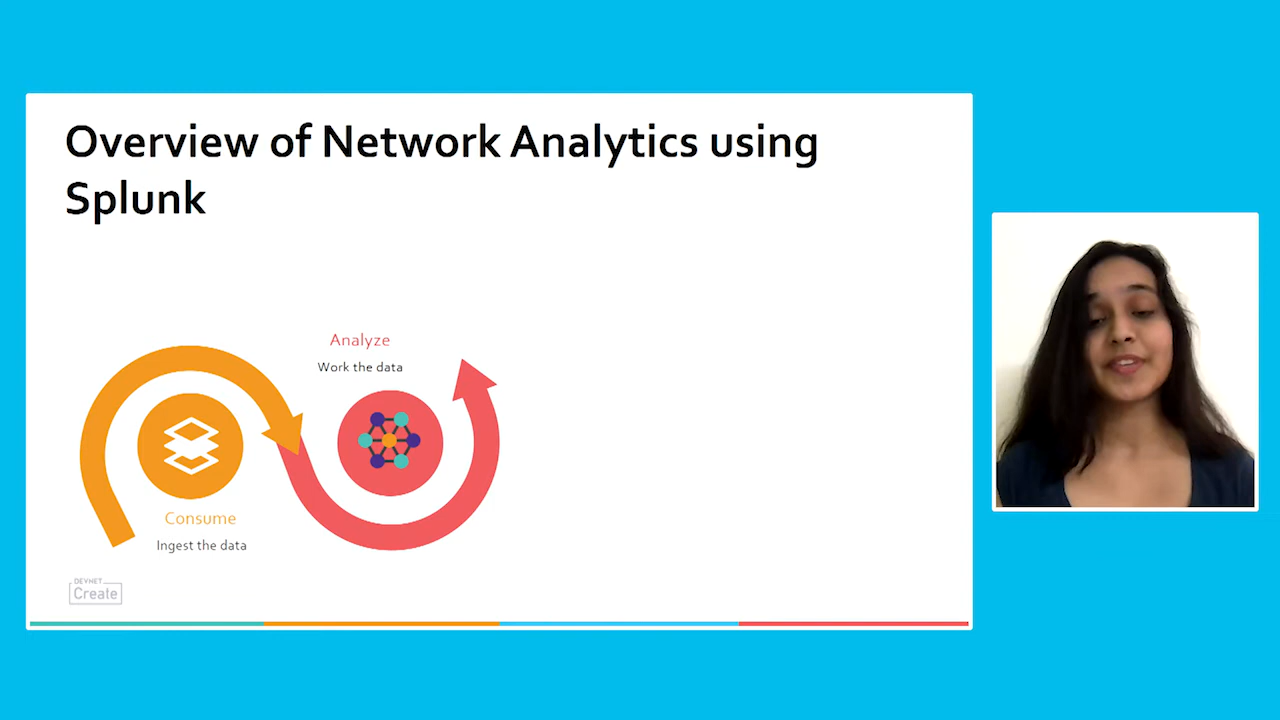 Overview of Network Analytics using
Splunk
Analyze
Work the data
Consume
Ingest the data
DEVNET
Create